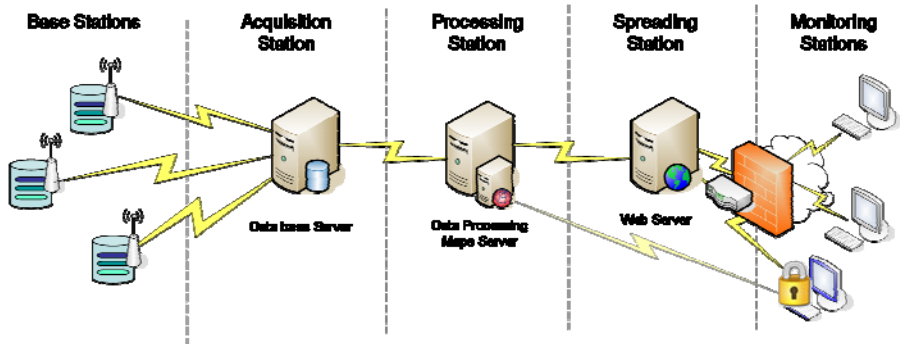 Base Stations
Acquisition
Station
Processing
Station
Spreading
Station
Monitoring
Stations
Data base Server
Data Processing
Maps Server
Web Server